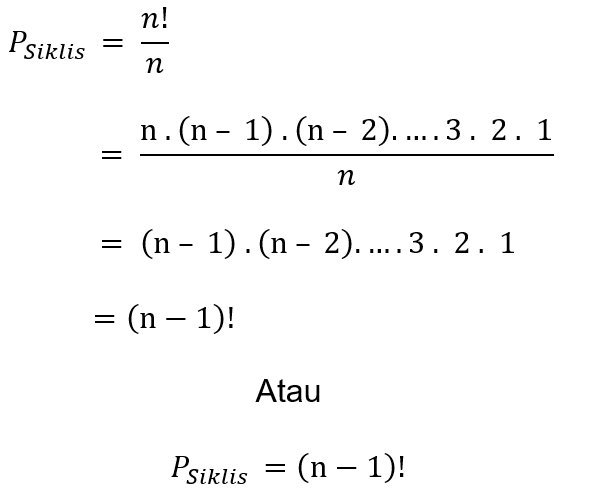 P_Siklis = n!/n
= n . (n – 1) . (n – 2). … . 3 . 2 . 1 / n
= (n – 1) . (n – 2). … . 3 . 2 . 1
= (n − 1)!
Atau
P_Siklis = (n − 1)!